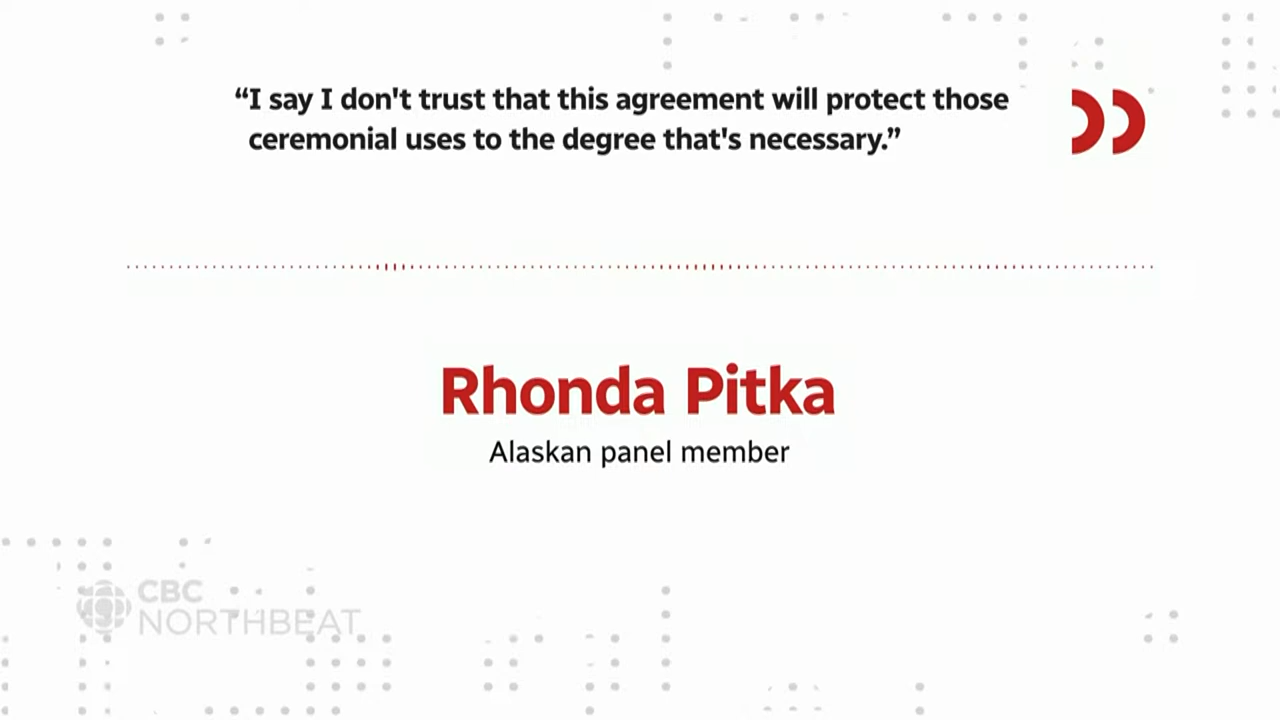 “I say I don't trust that this agreement will protect those
ceremonial uses to the degree that's necessary.”
Rhonda Pitka
Alaskan panel member
CBC
NORTHBEAT